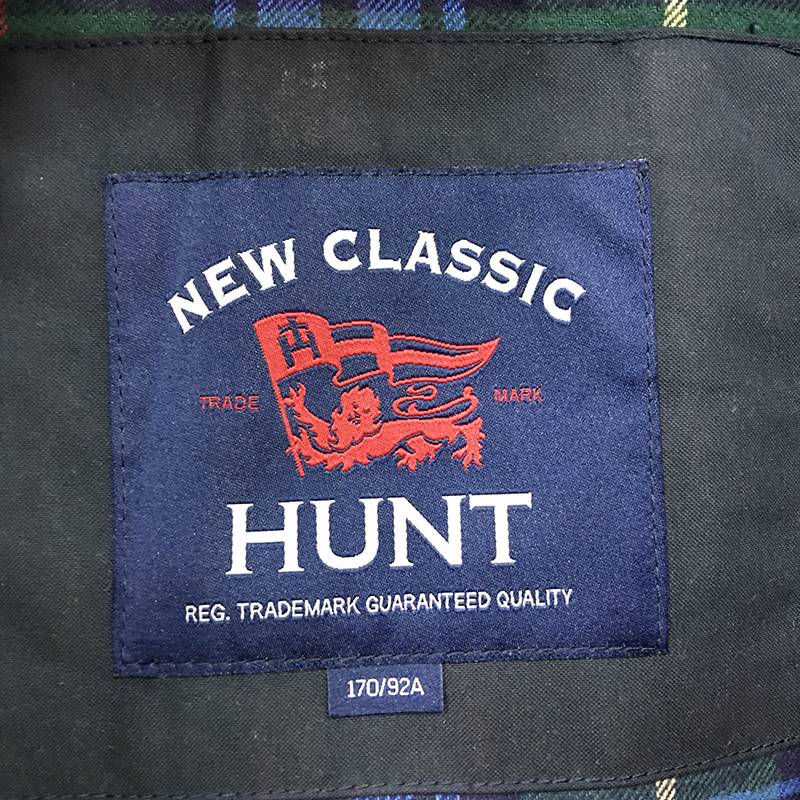 NEW CLASSIC
H
TRADE MARK
HUNT
REG. TRADEMARK GUARANTEED QUALITY
170/92A